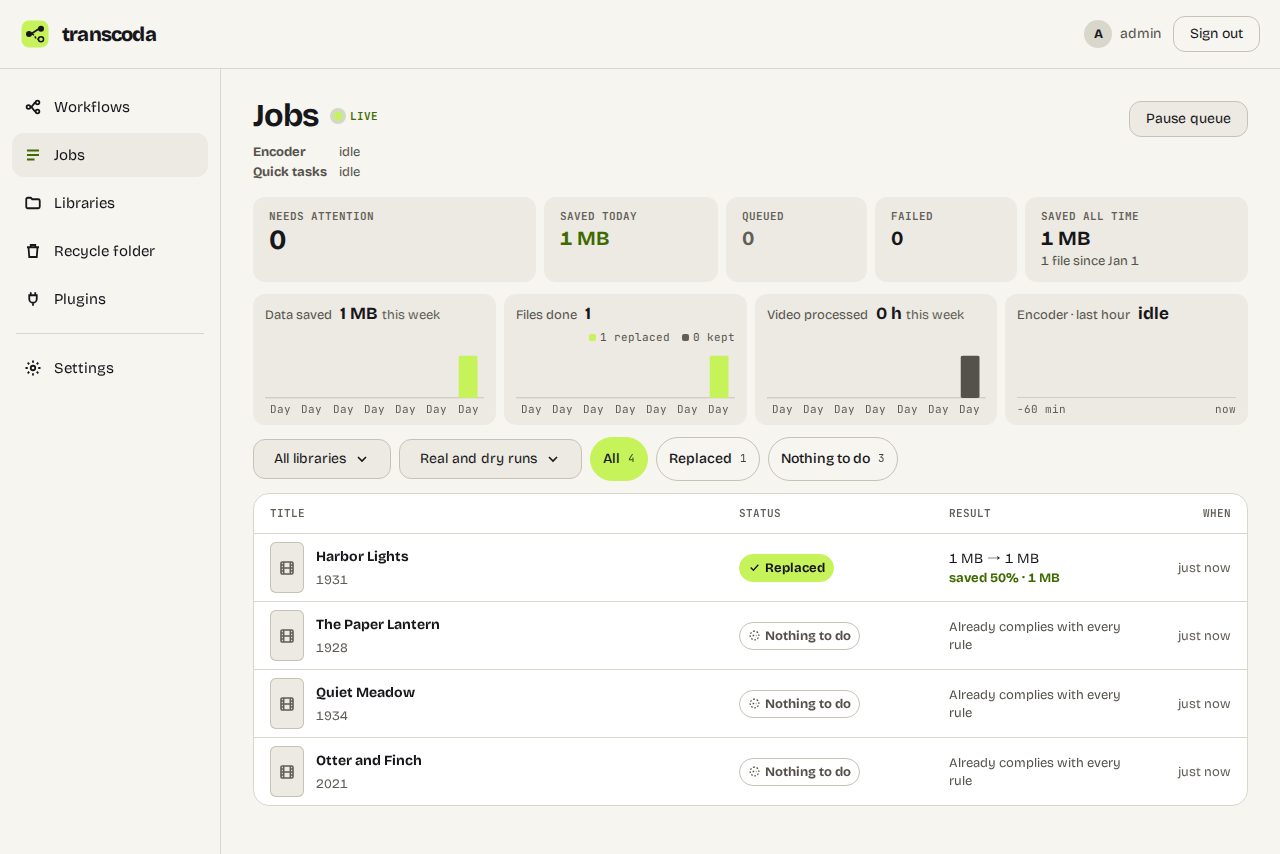 transcoda
A admin Sign out
Workflows
Jobs
Libraries
Recycle folder
Plugins
Settings
Jobs LIVE
Pause queue
Encoder idle
Quick tasks idle
NEEDS ATTENTION
0
SAVED TODAY
1 MB
QUEUED
0
FAILED
0
SAVED ALL TIME
1 MB
1 file since Jan 1
Data saved 1 MB this week
Day Day Day Day Day Day Day
Files done 1
1 replaced 0 kept
Day Day Day Day Day Day Day
Video processed 0 h this week
Day Day Day Day Day Day Day
Encoder · last hour idle
-60 min now
All libraries Real and dry runs All 4 Replaced 1 Nothing to do 3
TITLE STATUS RESULT WHEN
Harbor Lights
1931
Replaced
1 MB → 1 MB
saved 50% · 1 MB
just now
The Paper Lantern
1928
Nothing to do
Already complies with every
rule
just now
Quiet Meadow
1934
Nothing to do
Already complies with every
rule
just now
Otter and Finch
2021
Nothing to do
Already complies with every
rule
just now